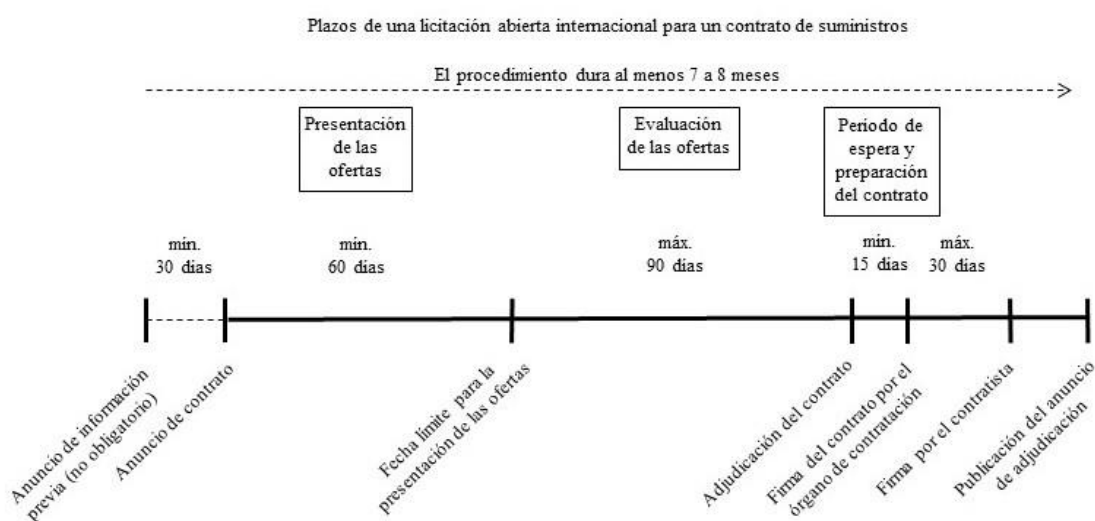 Plazos de una licitación abierta internacional para un contrato de suministros
El procedimiento dura al menos 7 a 8 meses
Presentación
de las
ofertas
Evaluación
de las ofertas
Periodo de
espera y
preparación
del contrato
mín.
30 días
mín.
60 días
máx.
90 días
mín.
15 días
máx.
30 días
Anuncio de información
previa (no obligatorio)
Anuncio de contrato
Fecha límite para la
presentación de las ofertas
Adjudicación del contrato
Firma del contrato por el
órgano de contratación
Firma por el contratista
Publicación del anuncio
de adjudicación